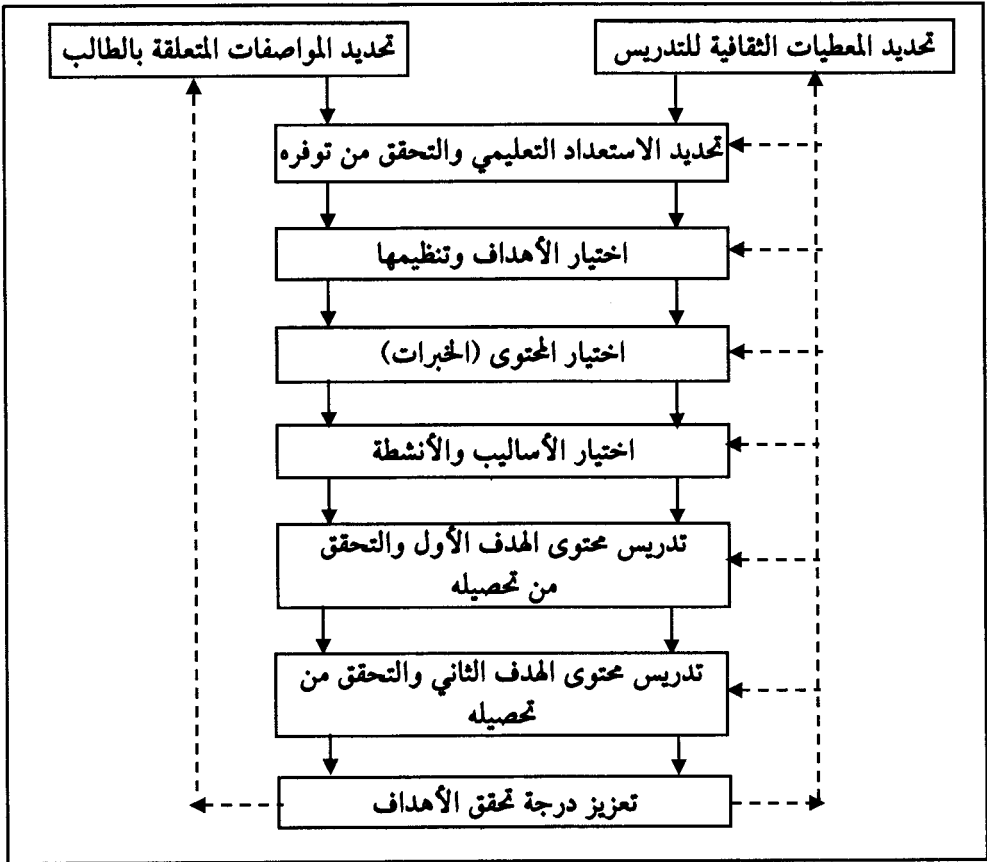 تحديد المعطيات الثقافية للتدريس
تحديد المواصفات المتعلقة بالطالب
تحديد الاستعداد التعليمي والتحقق من توفره
اختيار الأهداف وتنظيمها
اختيار المحتوى (الخبرات)
اختيار الأساليب والأنشطة
تدريس محتوى الهدف الأول والتحقق
من تحصيله
تدريس محتوى الهدف الثاني والتحقق من
تحصيله
تعزيز درجة تحقق الأهداف